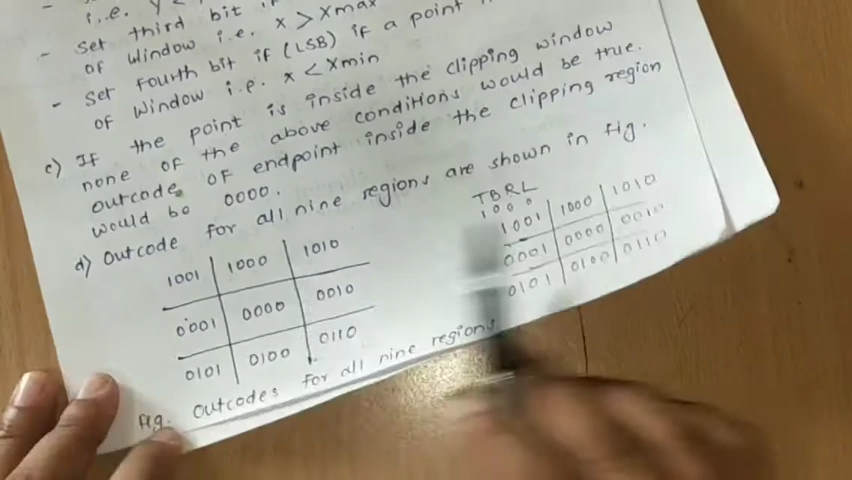 - i.e. y <
- Set third bit
of window i.e. x > xmax
- Set fourth bit if (LSB) if a point
of window i.e. x < xmin
c) If the point is inside the clipping window
none of the above conditions would be true.
outcode of endpoint inside the clipping region
would be 0000.
d) Outcode for all nine regions are shown in fig.
1001 1000 1010
0001 0000 0010
0101 0100 0110
TBRL
1000
1001 1000 1010
0001 0000 0010
0101 0100 0110
Fig. Outcodes for all nine regions